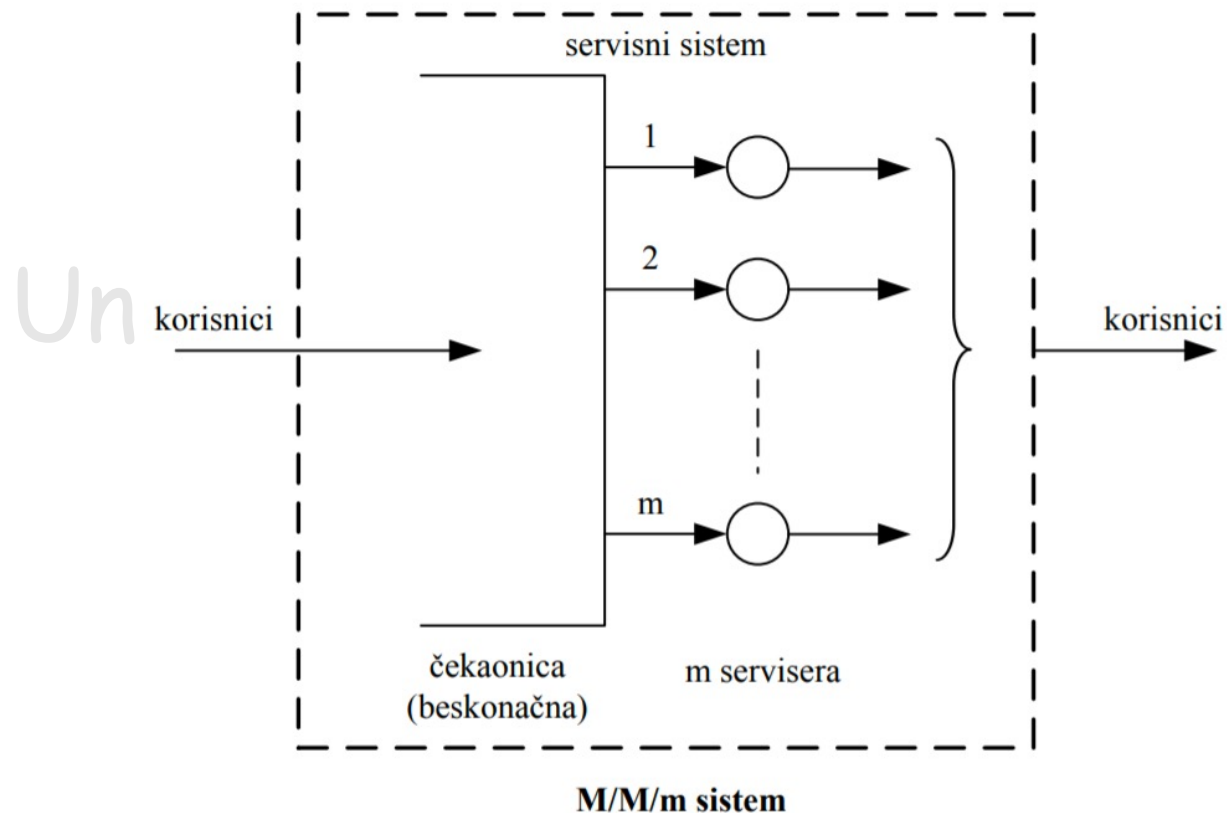 servisni sistem
1
2
Un
korisnici
korisnici
m
čekaonica
(beskonačna)
m servisera
M/M/m sistem